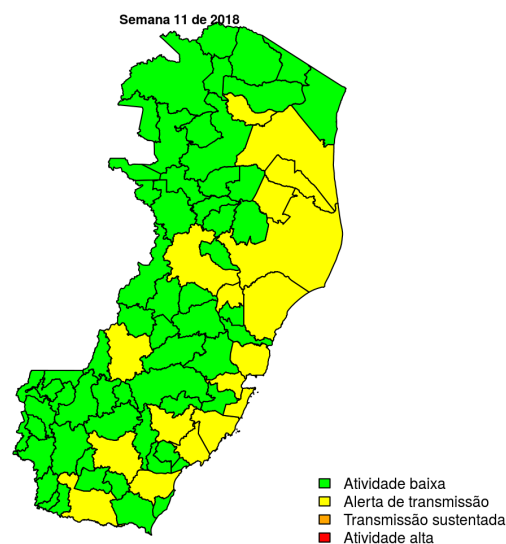 Semana 11 de 2018
Atividade baixa
Alerta de transmissão
Transmissão sustentada
Atividade alta